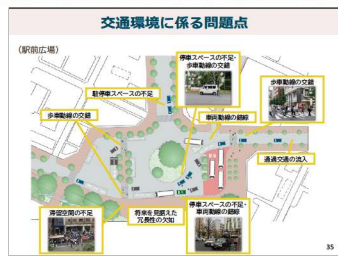 交通環境に係る問題点
（駅前広場）
停車スペースの不足・
歩車動線の交錯
駐停車スペースの不足
歩車動線の交錯
歩車動線の交錯
車両動線の錯綜
通過交通の流入
滞留空間の不足
将来を見据えた
冗長性の欠如
停車スペースの不足・
車両動線の錯綜
35